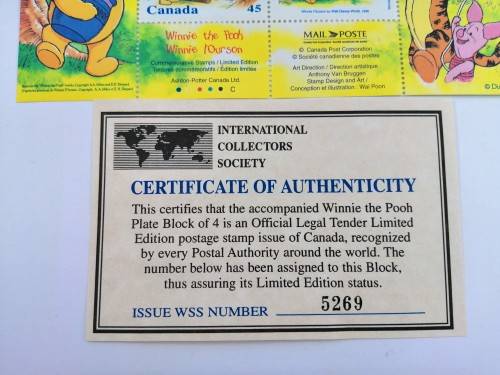 Canada 45
Winnie the Pooh
Winnie l'Ourson
Commemorative Stamps / Limited Edition
Timbres commémoratifs / Édition limitée
Ashton-Potter Canada Ltd.
C
MAIL POSTE
© Canada Post Corporation
© Société canadienne des postes
Art Direction / Direction artistique :
Anthony Van Bruggen
Stamp Design and Art /
Conception et illustration : Wai Poon
© Du
INTERNATIONAL
COLLECTORS
SOCIETY
CERTIFICATE OF AUTHENTICITY
This certifies that the accompanied Winnie the Pooh
Plate Block of 4 is an Official Legal Tender Limited
Edition postage stamp issue of Canada, recognized
by every Postal Authority around the world. The
number below has been assigned to this Block,
thus assuring its Limited Edition status.
ISSUE WSS NUMBER 5269